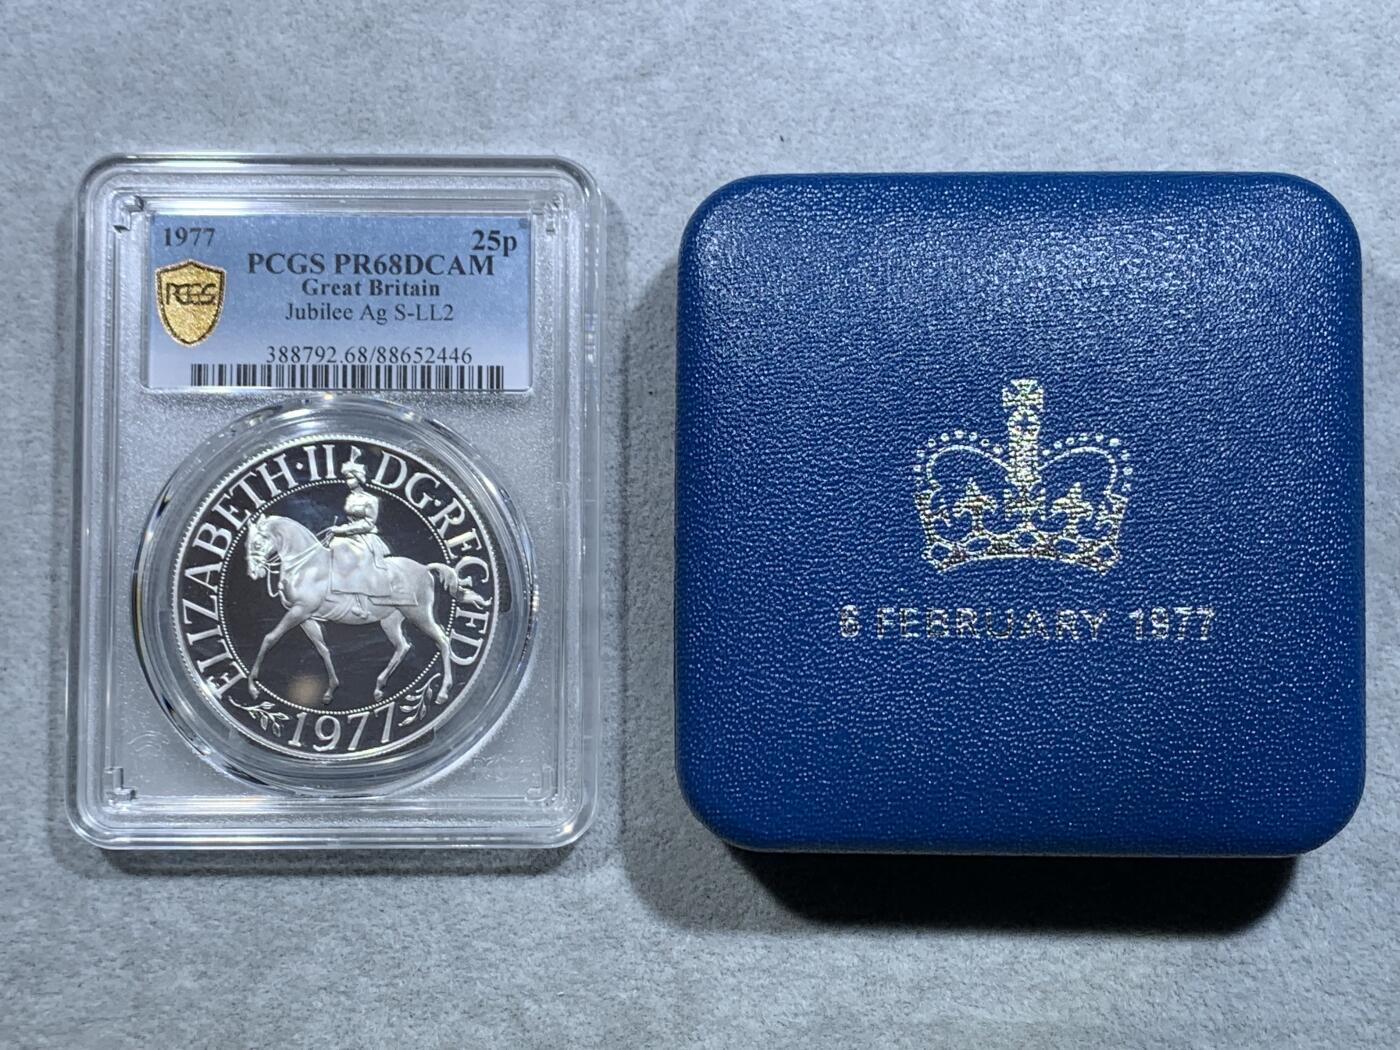 1977 25p
PCGS PR68DCAM
Great Britain
Jubilee Ag S-LL2
PCGS
388792.68/88652446
ELIZABETH·II DG·REG FD
1977
6 FEBRUARY 1977